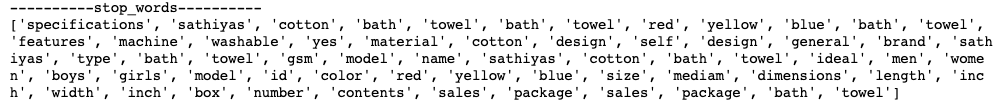 ----------stop_words----------
['specifications', 'sathiyas', 'cotton', 'bath', 'towel', 'bath', 'towel', 'red', 'yellow', 'blue', 'bath', 'towel',
'features', 'machine', 'washable', 'yes', 'material', 'cotton', 'design', 'self', 'design', 'general', 'brand', 'sath
iyas', 'type', 'bath', 'towel', 'gsm', 'model', 'name', 'sathiyas', 'cotton', 'bath', 'towel', 'ideal', 'men', 'wome
n', 'boys', 'girls', 'model', 'id', 'color', 'red', 'yellow', 'blue', 'size', 'mediam', 'dimensions', 'length', 'inc
h', 'width', 'inch', 'box', 'number', 'contents', 'sales', 'package', 'sales', 'package', 'bath', 'towel']